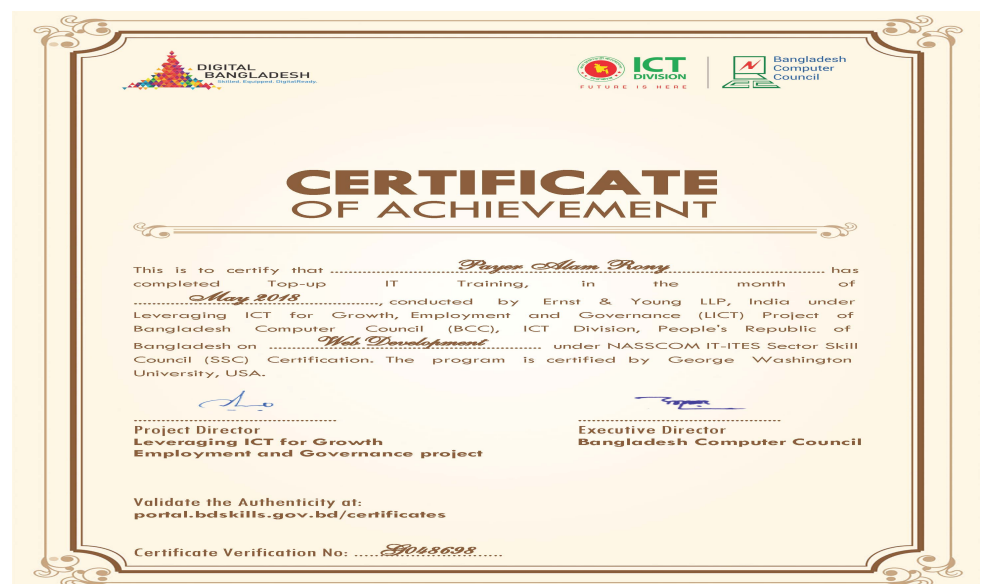 DIGITAL
BANGLADESH
Skilled. Equipped. DigitalReady.
ICT
DIVISION
FUTURE IS HERE
Bangladesh
Computer
Council
CERTIFICATE
OF ACHIEVEMENT
This is to certify that Payer Alam Rony has
completed Top-up IT Training, in the month of
May 2018, conducted by Ernst & Young LLP, India under
Leveraging ICT for Growth, Employment and Governance (LICT) Project of
Bangladesh Computer Council (BCC), ICT Division, People's Republic of
Bangladesh on Web Development under NASSCOM IT-ITES Sector Skill
Council (SSC) Certification. The program is certified by George Washington
University, USA.
Project Director
Leveraging ICT for Growth
Employment and Governance project
Executive Director
Bangladesh Computer Council
Validate the Authenticity at:
portal.bdskills.gov.bd/certificates
Certificate Verification No: G048698